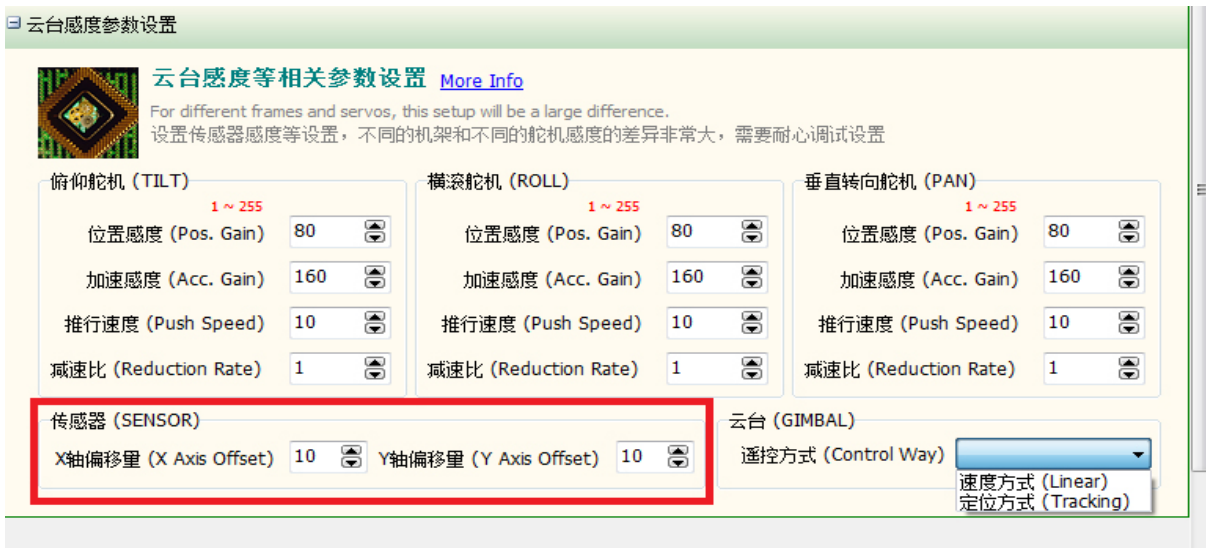 云台感度参数设置
云台感度等相关参数设置 More Info
For different frames and servos, this setup will be a large difference.
设置传感器感度等设置，不同的机架和不同的舵机感度的差异非常大，需要耐心调试设置
俯仰舵机 (TILT)
1 ~ 255
位置感度 (Pos. Gain) 80
加速感度 (Acc. Gain) 160
推行速度 (Push Speed) 10
减速比 (Reduction Rate) 1
横滚舵机 (ROLL)
1 ~ 255
位置感度 (Pos. Gain) 80
加速感度 (Acc. Gain) 160
推行速度 (Push Speed) 10
减速比 (Reduction Rate) 1
垂直转向舵机 (PAN)
1 ~ 255
位置感度 (Pos. Gain) 80
加速感度 (Acc. Gain) 160
推行速度 (Push Speed) 10
减速比 (Reduction Rate) 1
传感器 (SENSOR)
X轴偏移量 (X Axis Offset) 10 Y轴偏移量 (Y Axis Offset) 10
云台 (GIMBAL)
遥控方式 (Control Way)
速度方式 (Linear)
定位方式 (Tracking)